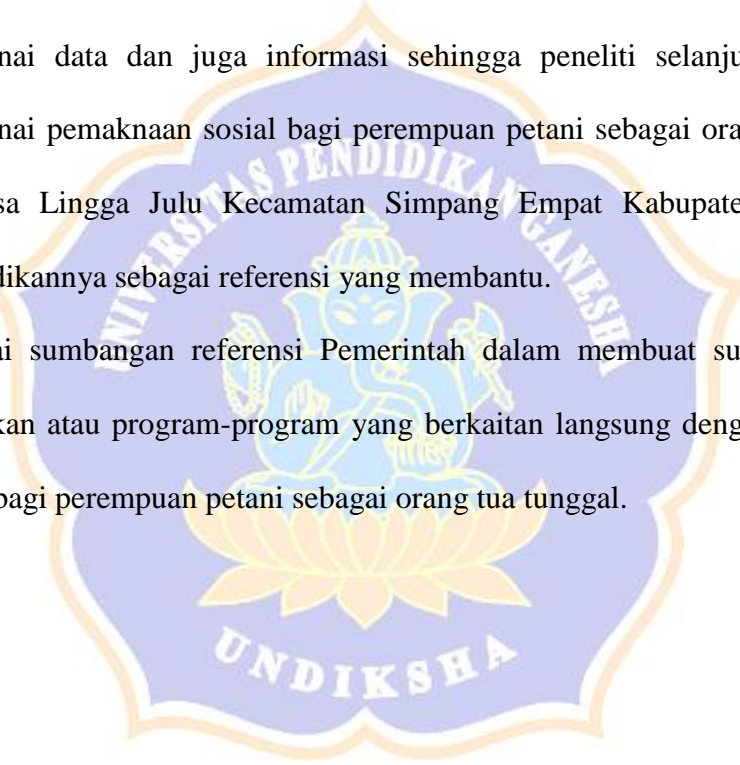 nai data dan juga informasi sehingga peneliti selanju
nai pemaknaan sosial bagi perempuan petani sebagai ora
sa Lingga Julu Kecamatan Simpang Empat Kabupate
dikannya sebagai referensi yang membantu.
ai sumbangan referensi Pemerintah dalam membuat su
kan atau program-program yang berkaitan langsung deng
bagi perempuan petani sebagai orang tua tunggal.
UNIVERSITAS PENDIDIKAN GANESHA
UNDIKSHA